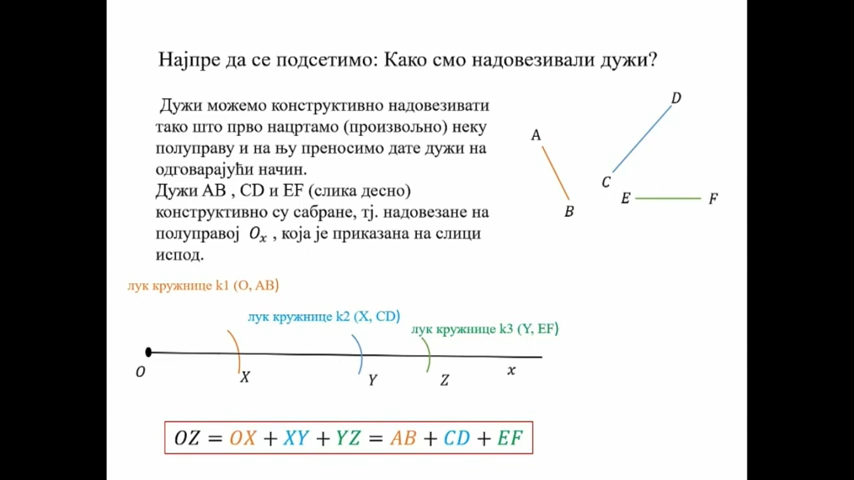 Најпре да се подсетимо: Како смо надовезивали дужи?
Дужи можемо конструктивно надовезивати
тако што прво нацртамо (произвољно) неку
полуправу и на њу преносимо дате дужи на
одговарајући начин.
Дужи AB , CD и EF (слика десно)
конструктивно су сабране, тј. надовезане на
полуправој Oₓ , која је приказана на слици
испод.
A
B
C
D
E
F
лук кружнице k1 (O, AB)
лук кружнице k2 (X, CD)
лук кружнице k3 (Y, EF)
O
X
Y
Z
x
OZ = OX + XY + YZ = AB + CD + EF